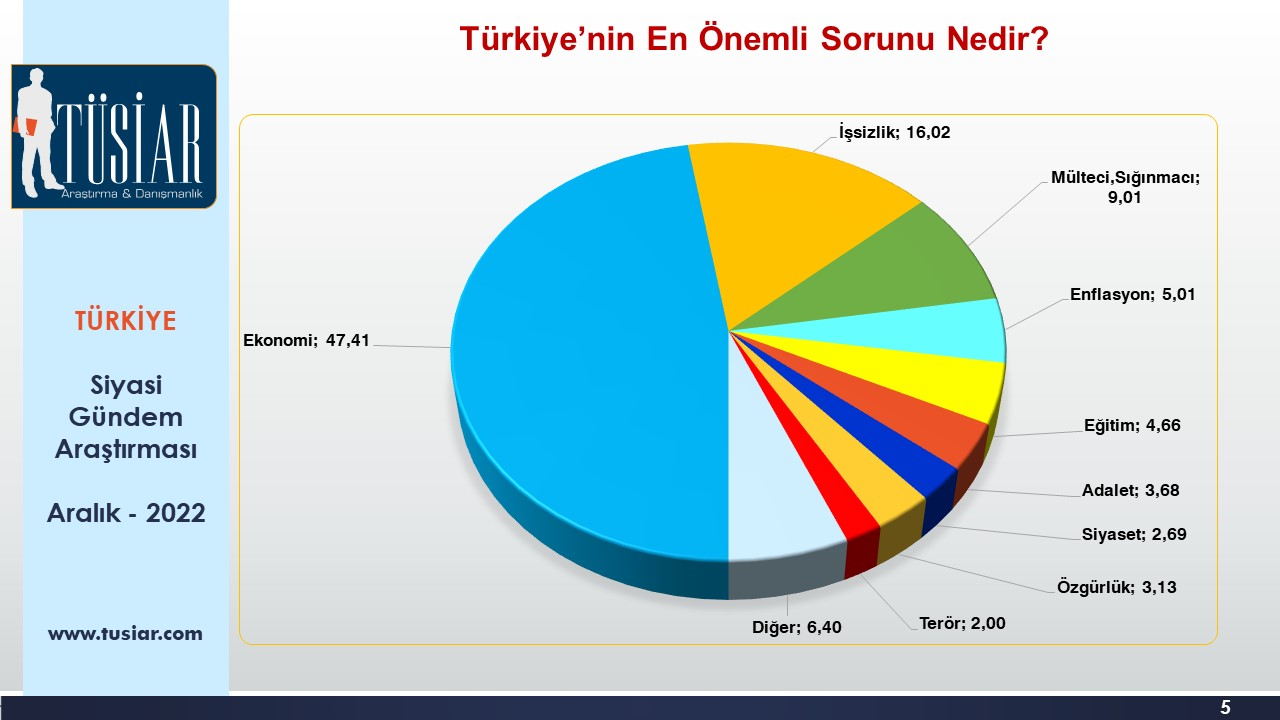 Türkiye’nin En Önemli Sorunu Nedir?
TÜSİAR
Araştırma & Danışmanlık
TÜRKİYE
Siyasi
Gündem
Araştırması
Aralık - 2022
www.tusiar.com
İşsizlik; 16,02
Mülteci,Sığınmacı;
9,01
Enflasyon; 5,01
Ekonomi; 47,41
Eğitim; 4,66
Adalet; 3,68
Siyaset; 2,69
Özgürlük; 3,13
Terör; 2,00
Diğer; 6,40
5